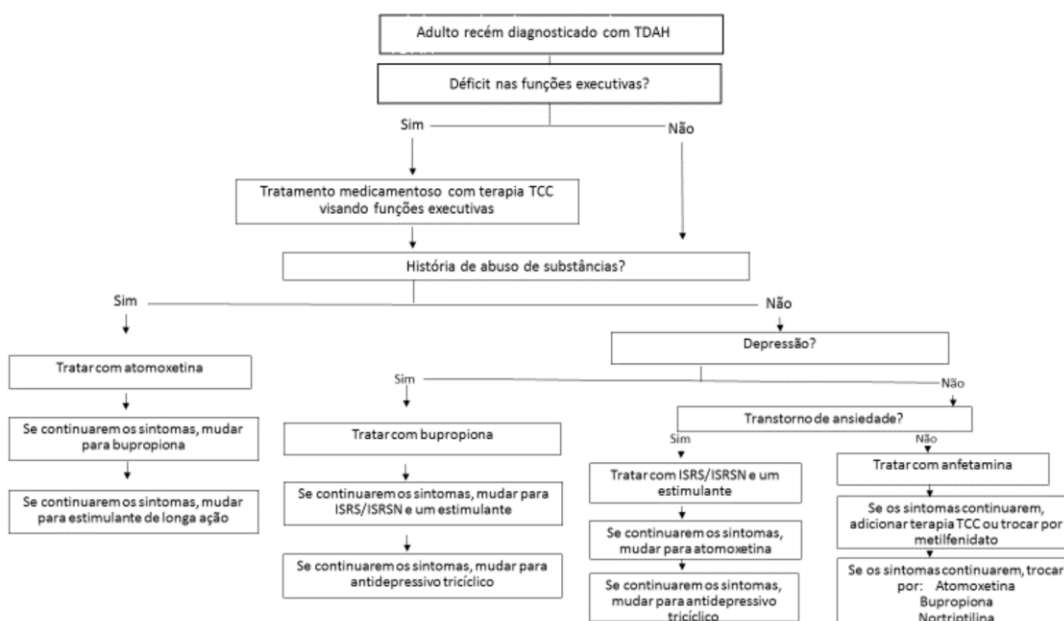 Adulto recém diagnosticado com TDAH
Déficit nas funções executivas?
Sim
Não
Tratamento medicamentoso com terapia TCC
visando funções executivas
História de abuso de substâncias?
Sim
Não
Tratar com atomoxetina
Se continuarem os sintomas, mudar
para bupropiona
Se continuarem os sintomas, mudar
para estimulante de longa ação
Depressão?
Sim
Não
Tratar com bupropiona
Se continuarem os sintomas, mudar para
ISRS/ISRSN e um estimulante
Se continuarem os sintomas, mudar para
antidepressivo tricíclico
Transtorno de ansiedade?
Sim
Não
Tratar com ISRS/ISRSN e um
estimulante
Se continuarem os sintomas,
mudar para atomoxetina
Se continuarem os sintomas,
mudar para antidepressivo
tricíclico
Tratar com anfetamina
Se os sintomas continuarem,
adicionar terapia TCC ou trocar por
metilfenidato
Se os sintomas continuarem, trocar
por: Atomoxetina
Bupropiona
Nortriptilina